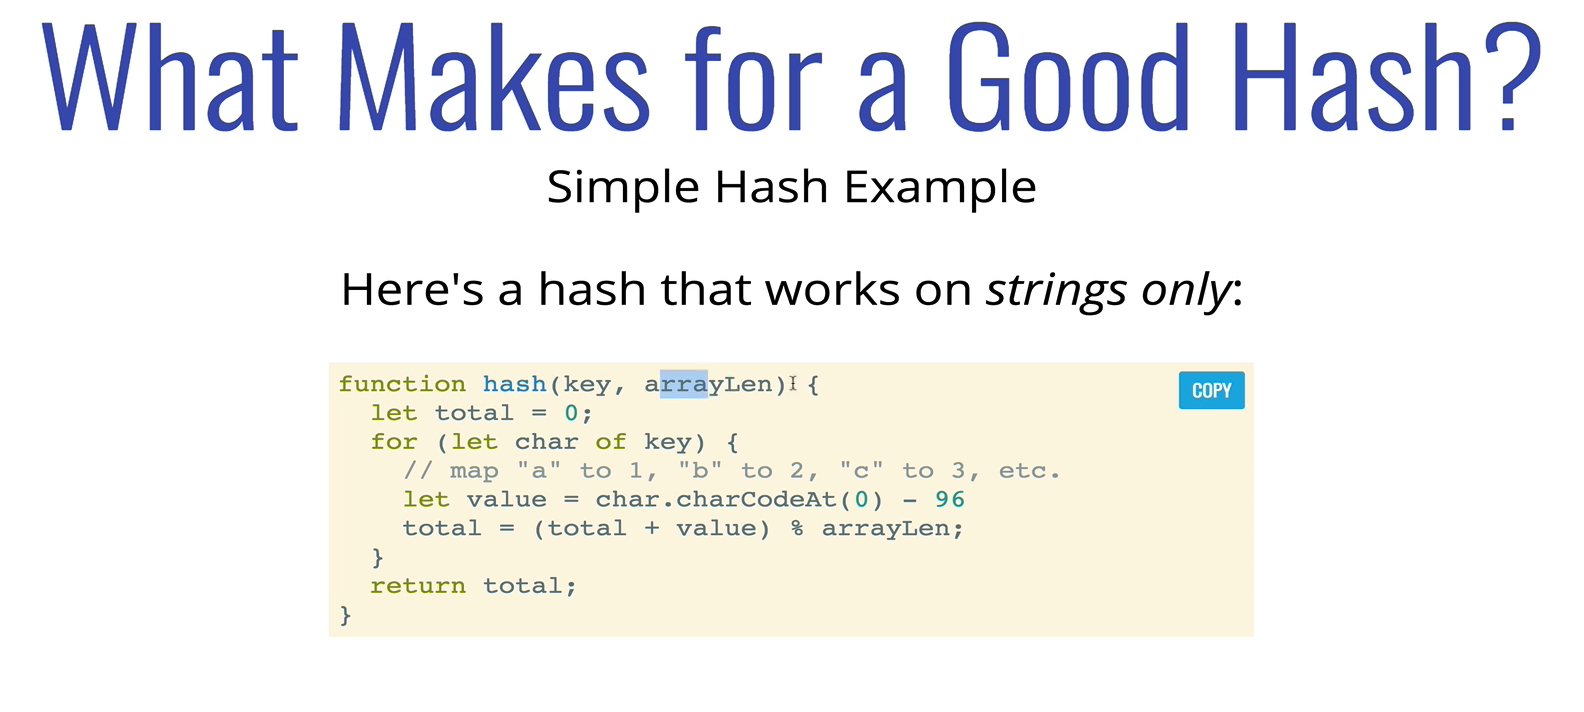 What Makes for a Good Hash?
Simple Hash Example
Here's a hash that works on strings only:
function hash(key, arrayLen) {
COPY
  let total = 0;
  for (let char of key) {
    // map "a" to 1, "b" to 2, "c" to 3, etc.
    let value = char.charCodeAt(0) - 96
    total = (total + value) % arrayLen;
  }
  return total;
}